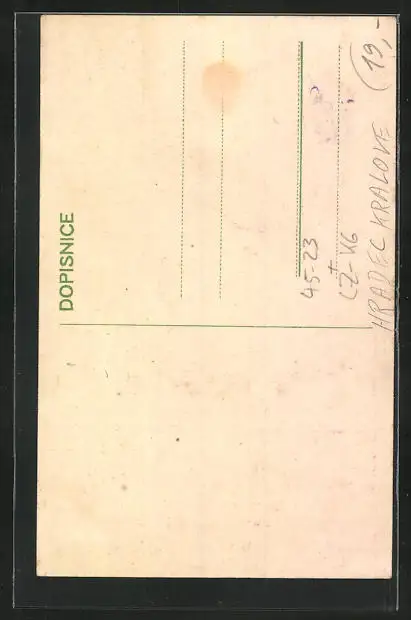 DOPISNICE
45-23
CZ-KG
HRADEC KRALOVE
(19,-